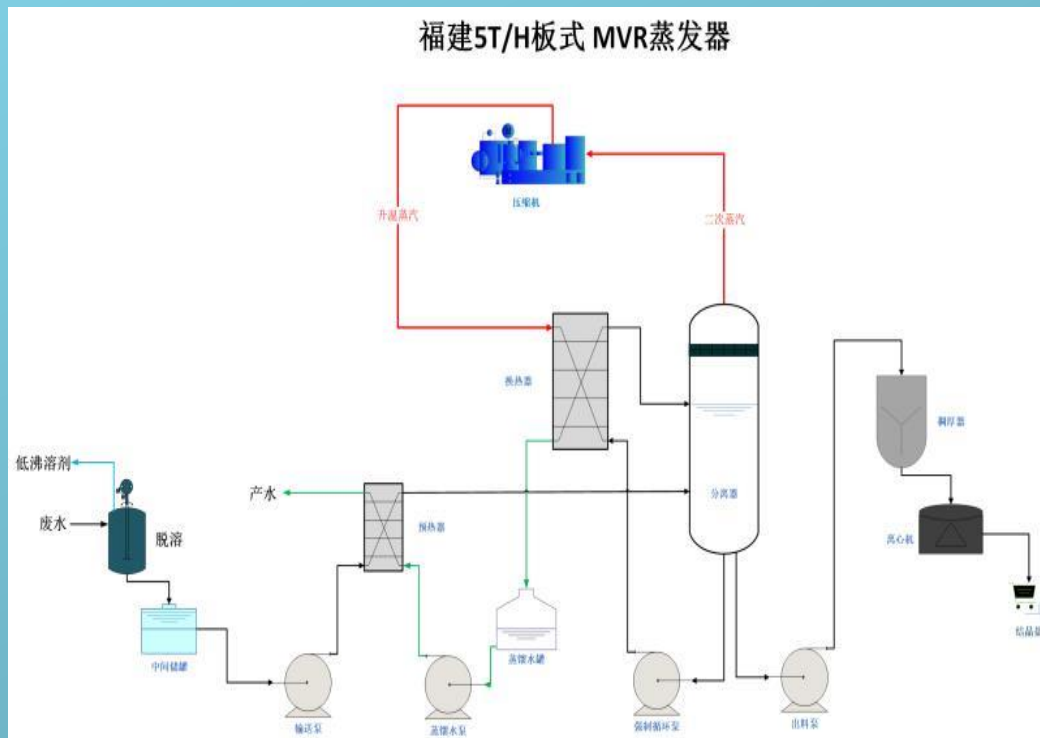 福建5T/H板式 MVR蒸发器
压缩机
升温蒸汽
二次蒸汽
换热器
稠厚器
低沸溶剂
产水
分离器
废水
预热器
脱溶
离心机
结晶盐
蒸馏水罐
中间储罐
输送泵
蒸馏水泵
强制循环泵
出料泵